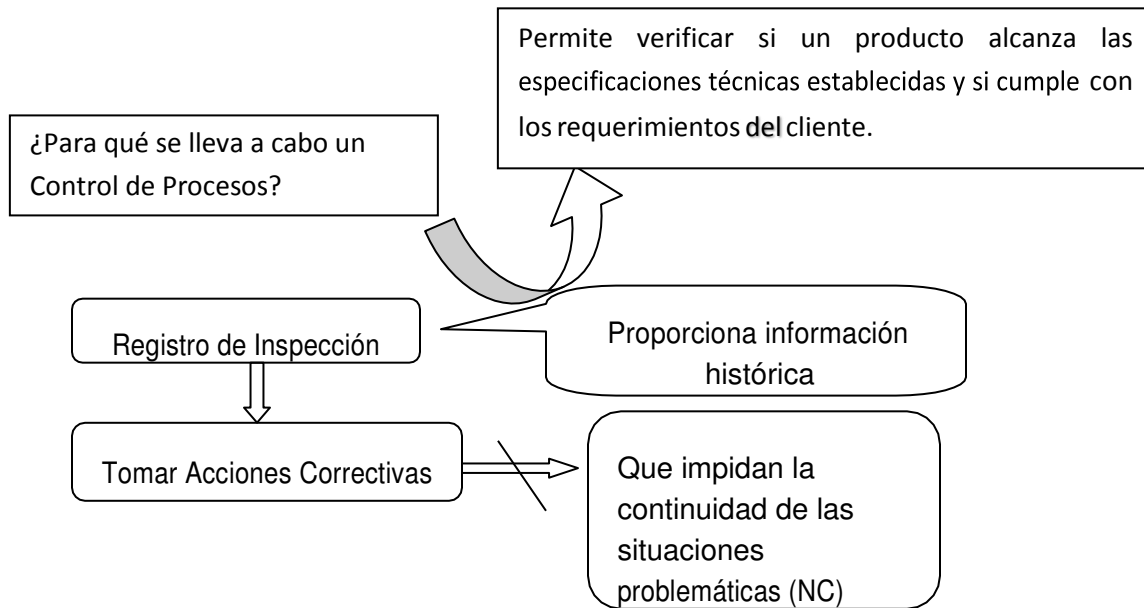 Permite verificar si un producto alcanza las
especificaciones técnicas establecidas y si cumple con
los requerimientos del cliente.
¿Para qué se lleva a cabo un
Control de Procesos?
Registro de Inspección
Proporciona información
histórica
Tomar Acciones Correctivas
Que impidan la
continuidad de las
situaciones
problemáticas (NC)